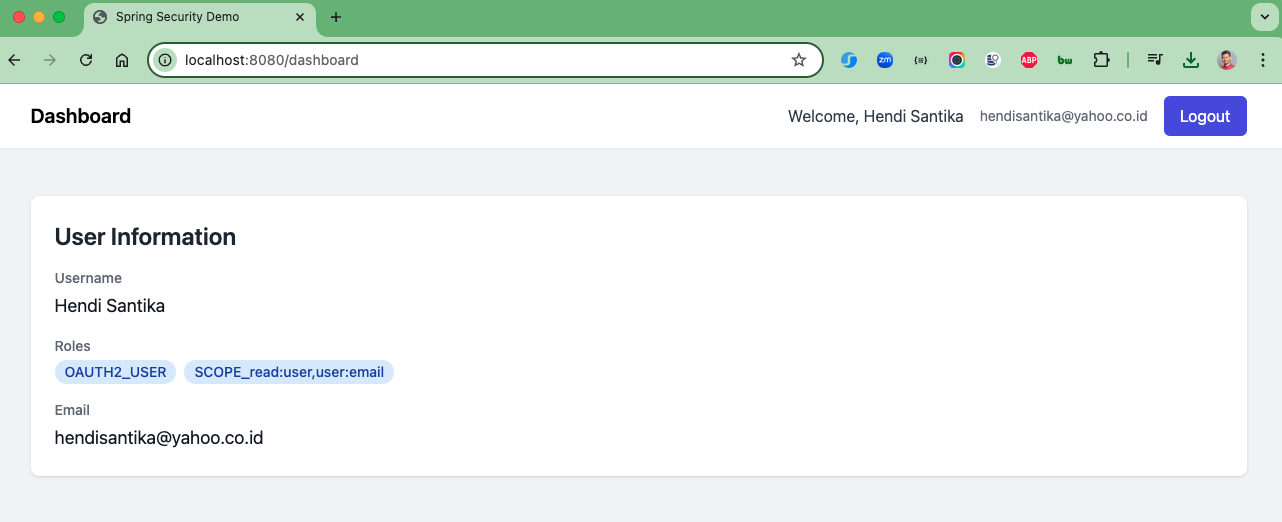 Spring Security Demo
localhost:8080/dashboard
zm
{≡}
ABP
bw
Dashboard
Welcome, Hendi Santika hendisantika@yahoo.co.id Logout
User Information
Username
Hendi Santika
Roles
OAUTH2_USER SCOPE_read:user,user:email
Email
hendisantika@yahoo.co.id